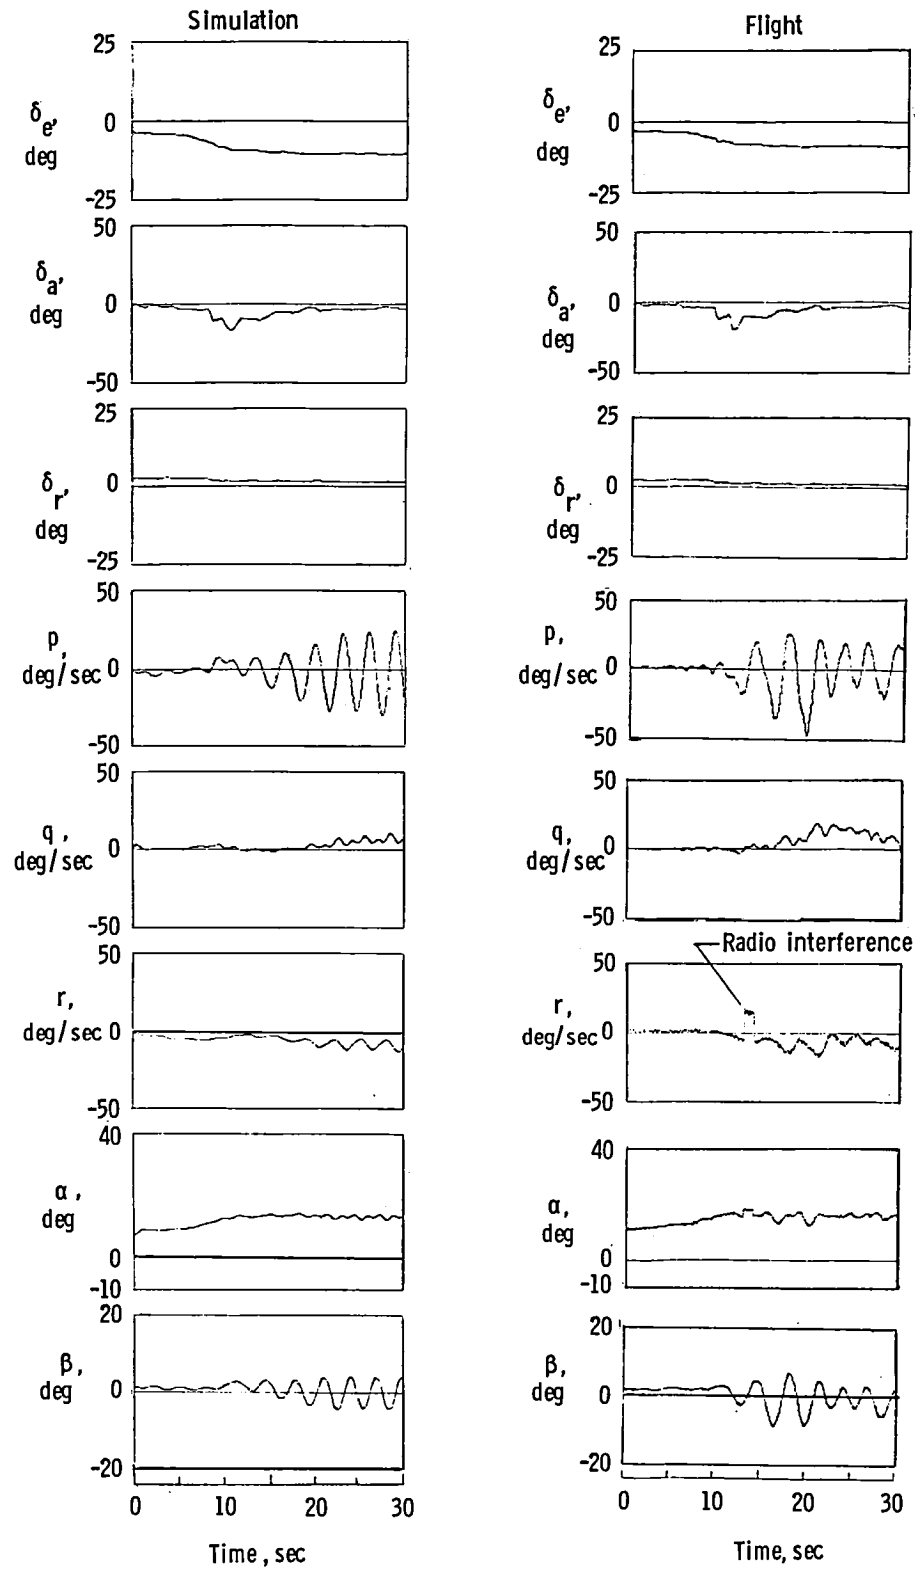 Simulation
25
δe,
deg
0
-25
50
δa,
deg
0
-50
25
δr,
deg
0
-25
50
p,
deg/sec
0
-50
50
q,
deg/sec
0
-50
50
r,
deg/sec
0
-50
40
α,
deg
0
-10
20
β,
deg
0
-20
0 10 20 30
Time, sec
Flight
25
δe,
deg
0
-25
50
δa,
deg
0
-50
25
δr,
deg
0
-25
50
p,
deg/sec
0
-50
50
q,
deg/sec
0
-50
Radio interference
50
r,
deg/sec
0
-50
40
α,
deg
0
-10
20
β,
deg
0
-20
0 10 20 30
Time, sec